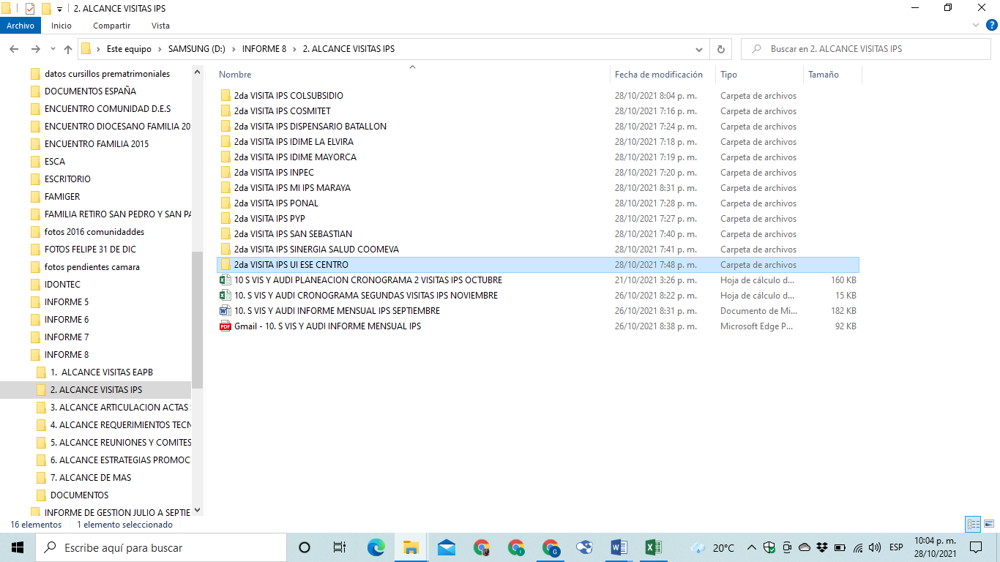 2. ALCANCE VISITAS IPS
Archivo Inicio Compartir Vista
Este equipo SAMSUNG (D:) INFORME 8 2. ALCANCE VISITAS IPS
Buscar en 2. ALCANCE VISITAS IPS
datos cursillos prematrimoniales
DOCUMENTOS ESPAÑA
ENCUENTRO COMUNIDAD D.E.S
ENCUENTRO DIOCESANO FAMILIA 20
ENCUENTRO FAMILIA 2015
ESCA
ESCRITORIO
FAMIGER
FAMILIA RETIRO SAN PEDRO Y SAN PA
fotos 2016 comunidaddes
FOTOS FELIPE 31 DE DIC
fotos pendientes camara
IDONTEC
INFORME 5
INFORME 6
INFORME 7
INFORME 8
1. ALCANCE VISITAS EAPB
2. ALCANCE VISITAS IPS
3. ALCANCE ARTICULACION ACTAS
4. ALCANCE REQUERIMIENTOS TECN
5. ALCANCE REUNIONES Y COMITES
6. ALCANCE ESTRATEGIAS PROMOC
7. ALCANCE DE MAS
DOCUMENTOS
INFORME DE GESTION JULIO A SEPTIE
Nombre Fecha de modificación Tipo Tamaño
2da VISITA IPS COLSUBSIDIO 28/10/2021 8:04 p. m. Carpeta de archivos
2da VISITA IPS COSMITET 28/10/2021 7:16 p. m. Carpeta de archivos
2da VISITA IPS DISPENSARIO BATALLON 28/10/2021 7:24 p. m. Carpeta de archivos
2da VISITA IPS IDIME LA ELVIRA 28/10/2021 7:18 p. m. Carpeta de archivos
2da VISITA IPS IDIME MAYORCA 28/10/2021 7:19 p. m. Carpeta de archivos
2da VISITA IPS INPEC 28/10/2021 7:20 p. m. Carpeta de archivos
2da VISITA IPS MI IPS MARAYA 28/10/2021 8:31 p. m. Carpeta de archivos
2da VISITA IPS PONAL 28/10/2021 7:28 p. m. Carpeta de archivos
2da VISITA IPS PYP 28/10/2021 7:27 p. m. Carpeta de archivos
2da VISITA IPS SAN SEBASTIAN 28/10/2021 7:40 p. m. Carpeta de archivos
2da VISITA IPS SINERGIA SALUD COOMEVA 28/10/2021 7:41 p. m. Carpeta de archivos
2da VISITA IPS UI ESE CENTRO 28/10/2021 7:48 p. m. Carpeta de archivos
10 S VIS Y AUDI PLANEACION CRONOGRAMA 2 VISITAS IPS OCTUBRE 21/10/2021 3:26 p. m. Hoja de cálculo d... 160 KB
10. S VIS Y AUDI CRONOGRAMA SEGUNDAS VISITAS IPS NOVIEMBRE 26/10/2021 8:22 p. m. Hoja de cálculo d... 15 KB
10. S VIS Y AUDI INFORME MENSUAL IPS SEPTIEMBRE 26/10/2021 8:31 p. m. Documento de Mi... 182 KB
Gmail - 10. S VIS Y AUDI INFORME MENSUAL IPS 26/10/2021 8:38 p. m. Microsoft Edge P... 92 KB
16 elementos 1 elemento seleccionado
Escribe aquí para buscar
20°C ESP
10:04 p. m.
28/10/2021